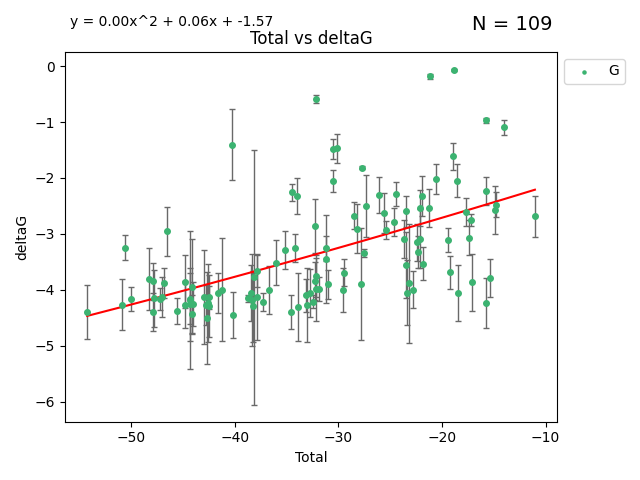 y = 0.00x^2 + 0.06x + -1.57
N = 109
Total vs deltaG
G
deltaG
0
−1
−2
−3
−4
−5
−6
−50
−40
−30
−20
−10
Total